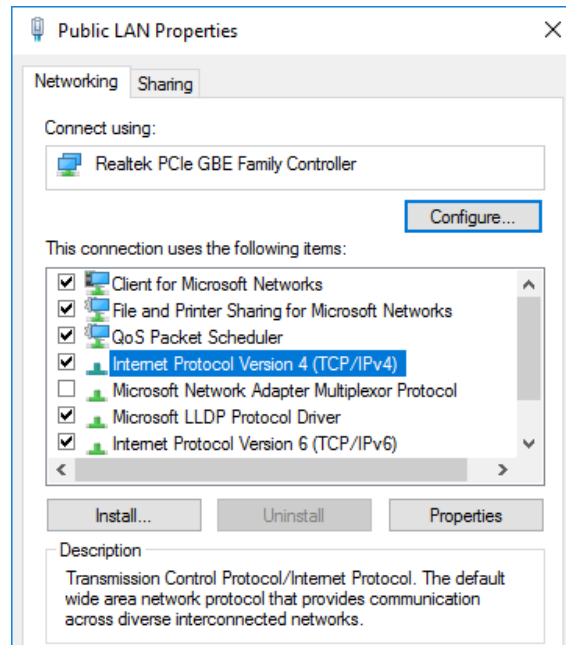 Public LAN Properties
Networking
Sharing
Connect using:
Realtek PCIe GBE Family Controller
Configure...
This connection uses the following items:
Client for Microsoft Networks
File and Printer Sharing for Microsoft Networks
QoS Packet Scheduler
Internet Protocol Version 4 (TCP/IPv4)
Microsoft Network Adapter Multiplexor Protocol
Microsoft LLDP Protocol Driver
Internet Protocol Version 6 (TCP/IPv6)
Install...
Uninstall
Properties
Description
Transmission Control Protocol/Internet Protocol. The default
wide area network protocol that provides communication
across diverse interconnected networks.